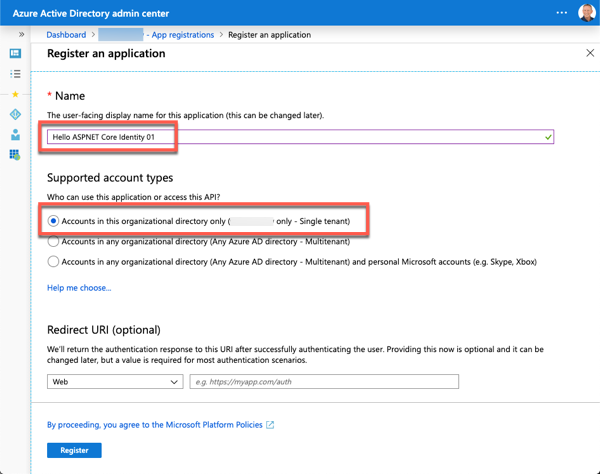 Azure Active Directory admin center
Dashboard > - App registrations > Register an application
Register an application
* Name
The user-facing display name for this application (this can be changed later).
Hello ASPNET Core Identity 01
Supported account types
Who can use this application or access this API?
Accounts in this organizational directory only ( only - Single tenant)
Accounts in any organizational directory (Any Azure AD directory - Multitenant)
Accounts in any organizational directory (Any Azure AD directory - Multitenant) and personal Microsoft accounts (e.g. Skype, Xbox)
Help me choose...
Redirect URI (optional)
We'll return the authentication response to this URI after successfully authenticating the user. Providing this now is optional and it can be
changed later, but a value is required for most authentication scenarios.
Web
e.g. https://myapp.com/auth
By proceeding, you agree to the Microsoft Platform Policies
Register